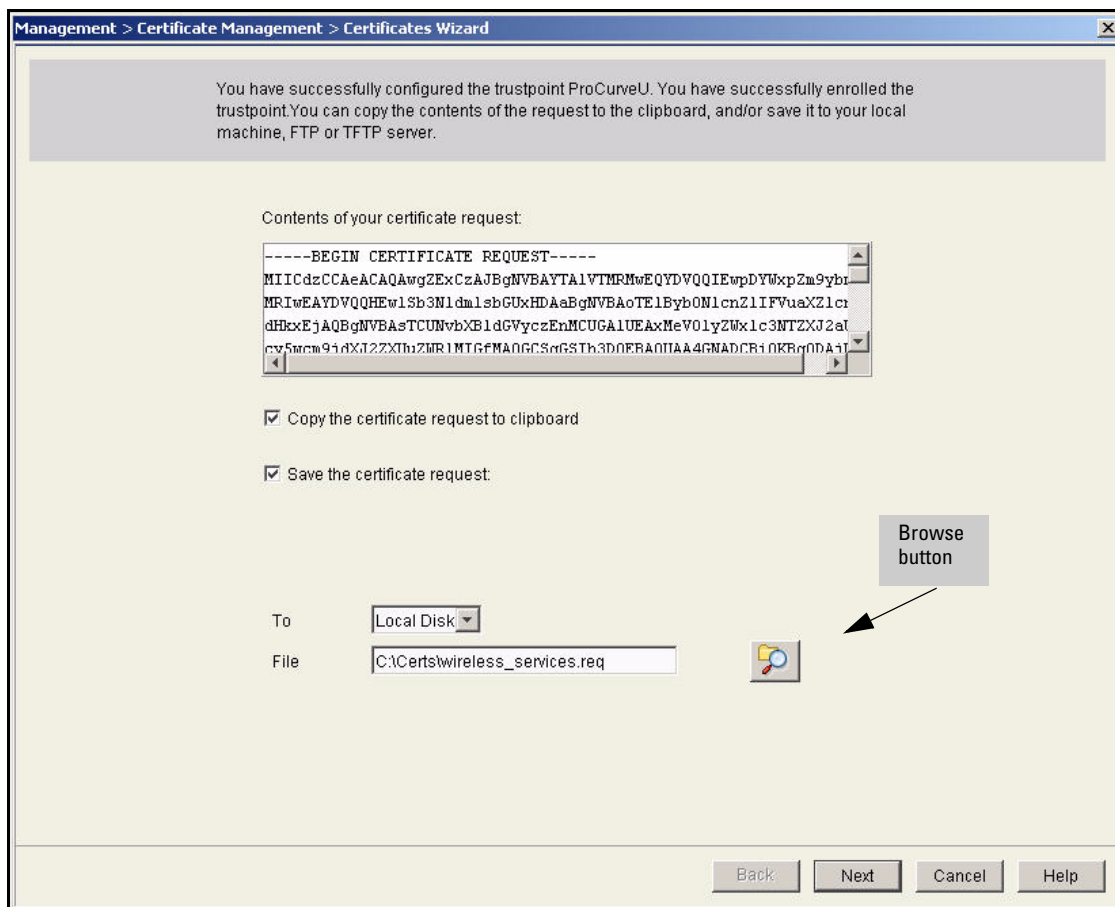 Management > Certificate Management > Certificates Wizard
You have successfully configured the trustpoint ProCurveU. You have successfully enrolled the
trustpoint.You can copy the contents of the request to the clipboard, and/or save it to your local
machine, FTP or TFTP server.
Contents of your certificate request:
-----BEGIN CERTIFICATE REQUEST-----
Copy the certificate request to clipboard
Save the certificate request:
Browse
button
To
Local Disk
File
C:\Certs\wireless_services.req
Back
Next
Cancel
Help